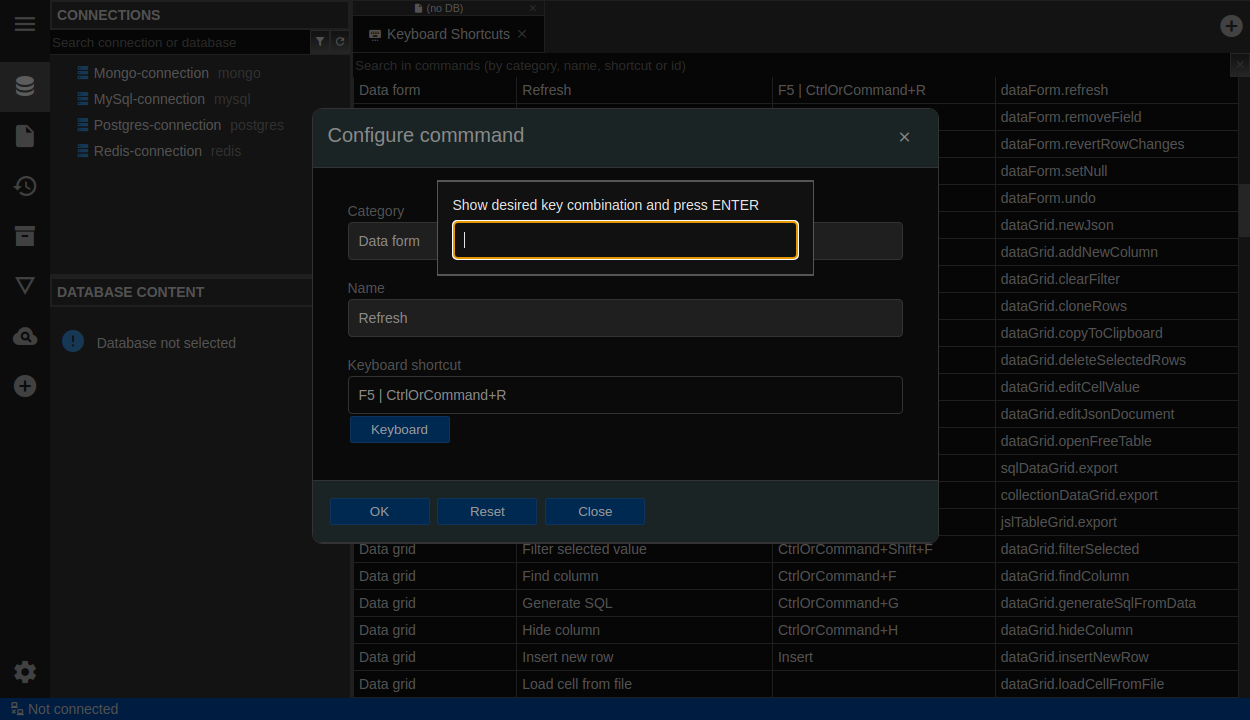 CONNECTIONS
Search connection or database
Mongo-connection mongo
MySql-connection mysql
Postgres-connection postgres
Redis-connection redis
DATABASE CONTENT
Database not selected
(no DB)
Keyboard Shortcuts
Search in commands (by category, name, shortcut or id)
Data form Refresh F5 | CtrlOrCommand+R dataForm.refresh
dataForm.removeField
dataForm.revertRowChanges
dataForm.setNull
dataForm.undo
dataGrid.newJson
dataGrid.addNewColumn
dataGrid.clearFilter
dataGrid.cloneRows
dataGrid.copyToClipboard
dataGrid.deleteSelectedRows
dataGrid.editCellValue
dataGrid.editJsonDocument
dataGrid.openFreeTable
sqlDataGrid.export
collectionDataGrid.export
jslTableGrid.export
Data grid Filter selected value CtrlOrCommand+Shift+F dataGrid.filterSelected
Data grid Find column CtrlOrCommand+F dataGrid.findColumn
Data grid Generate SQL CtrlOrCommand+G dataGrid.generateSqlFromData
Data grid Hide column CtrlOrCommand+H dataGrid.hideColumn
Data grid Insert new row Insert dataGrid.insertNewRow
Data grid Load cell from file dataGrid.loadCellFromFile
Configure commmand
Show desired key combination and press ENTER
Category
Data form
Name
Refresh
Keyboard shortcut
F5 | CtrlOrCommand+R
Keyboard
OK Reset Close
Not connected